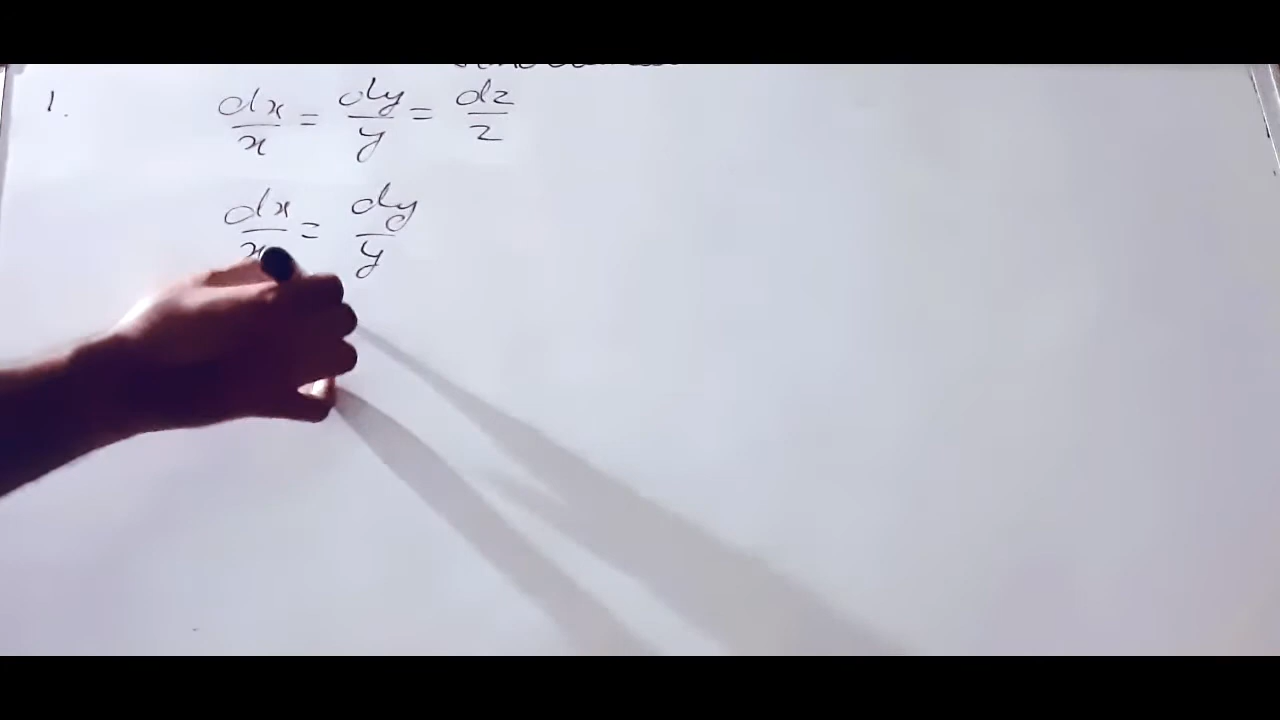 1. dx/x = dy/y = dz/z
dx/x = dy/y